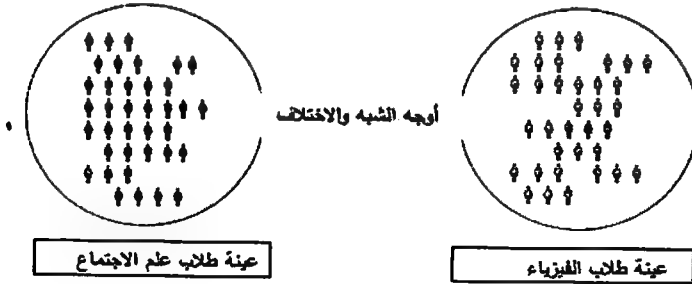 أوجه الشبه والاختلاف
عينة طلاب الفيزياء
عينة طلاب علم الاجتماع